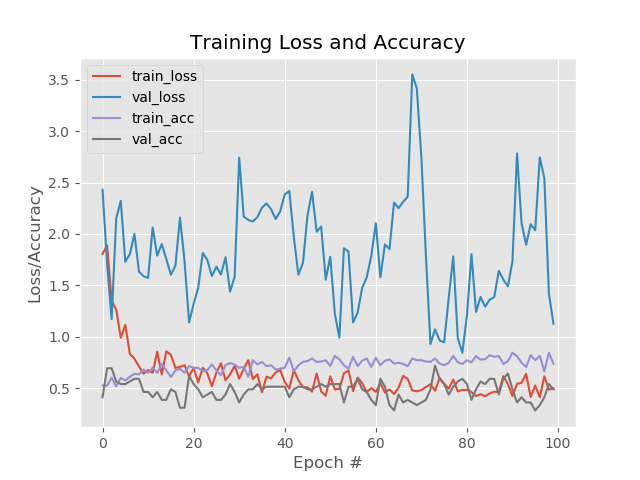 Training Loss and Accuracy
train_loss
val_loss
train_acc
val_acc
3.5
3.0
2.5
2.0
1.5
1.0
0.5
Loss/Accuracy
0 20 40 60 80 100
Epoch #